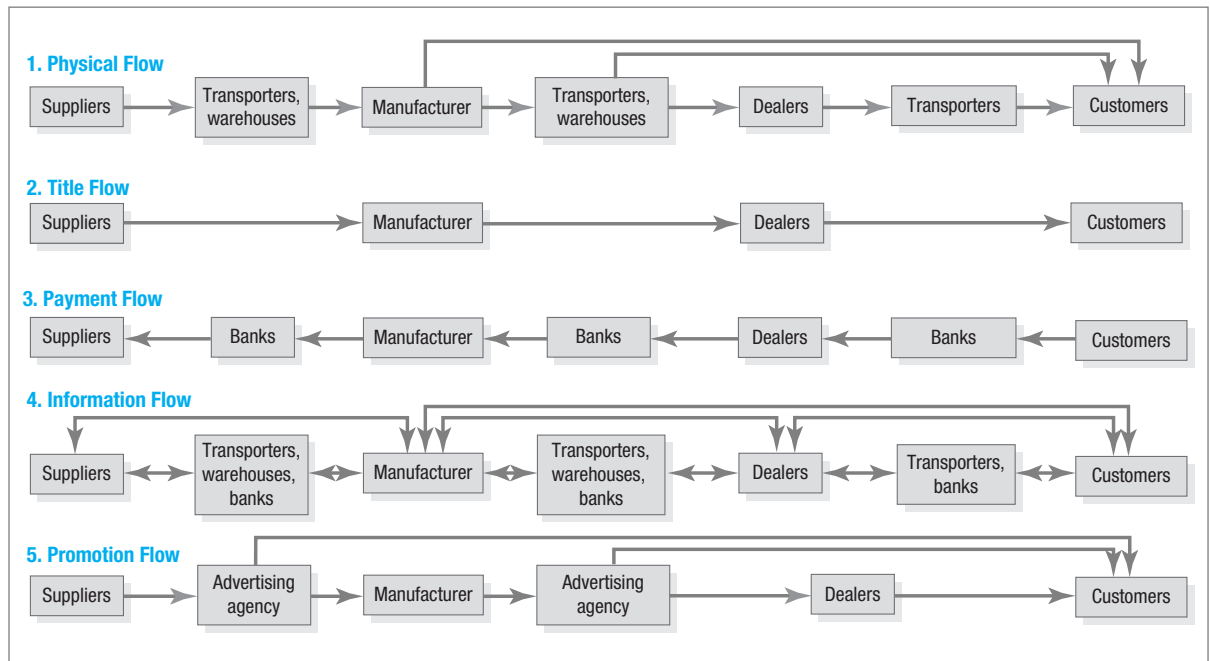 1. Physical Flow
Suppliers
Transporters,
warehouses
Manufacturer
Transporters,
warehouses
Dealers
Transporters
Customers
2. Title Flow
Suppliers
Manufacturer
Dealers
Customers
3. Payment Flow
Suppliers
Banks
Manufacturer
Banks
Dealers
Banks
Customers
4. Information Flow
Suppliers
Transporters,
warehouses,
banks
Manufacturer
Transporters,
warehouses,
banks
Dealers
Transporters,
banks
Customers
5. Promotion Flow
Suppliers
Advertising
agency
Manufacturer
Advertising
agency
Dealers
Customers